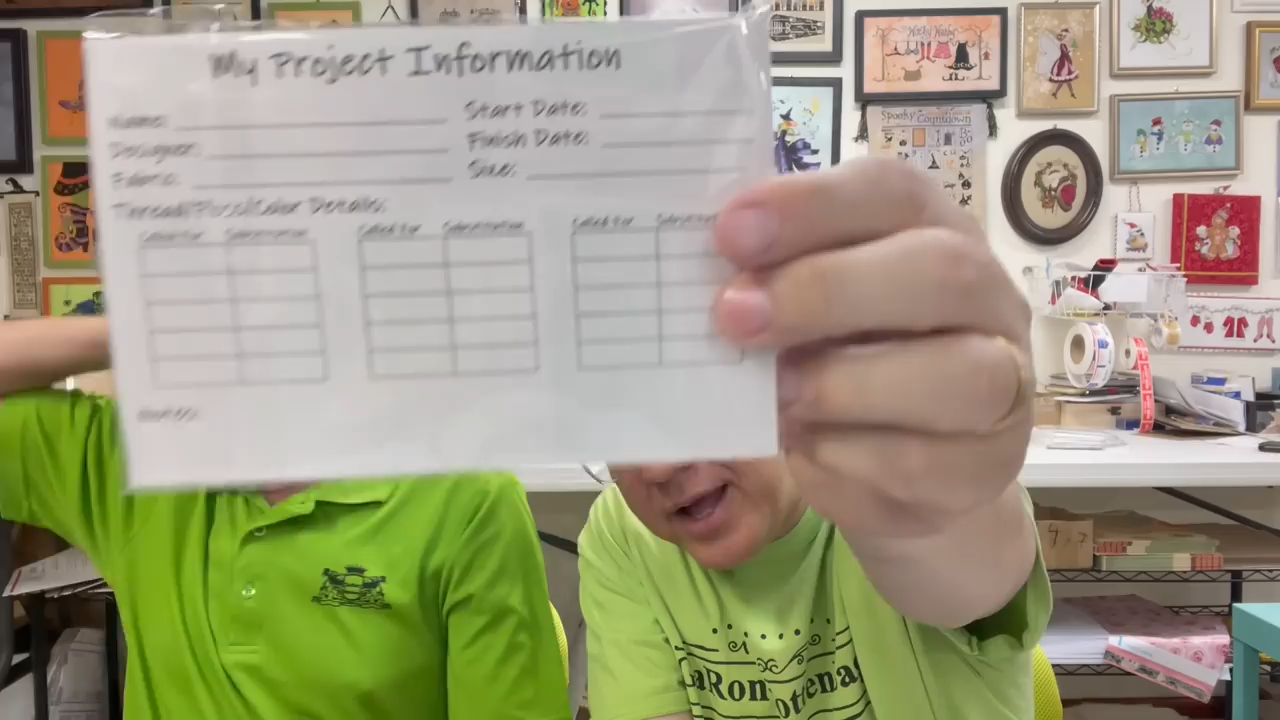 My Project Information
Name: Start Date:
Designer: Finish Date:
Fabric: Size:
Thread/Floss/Color Details:
Called For Substitution Called For Substitution Called For
Notes:
Spooky Countdown